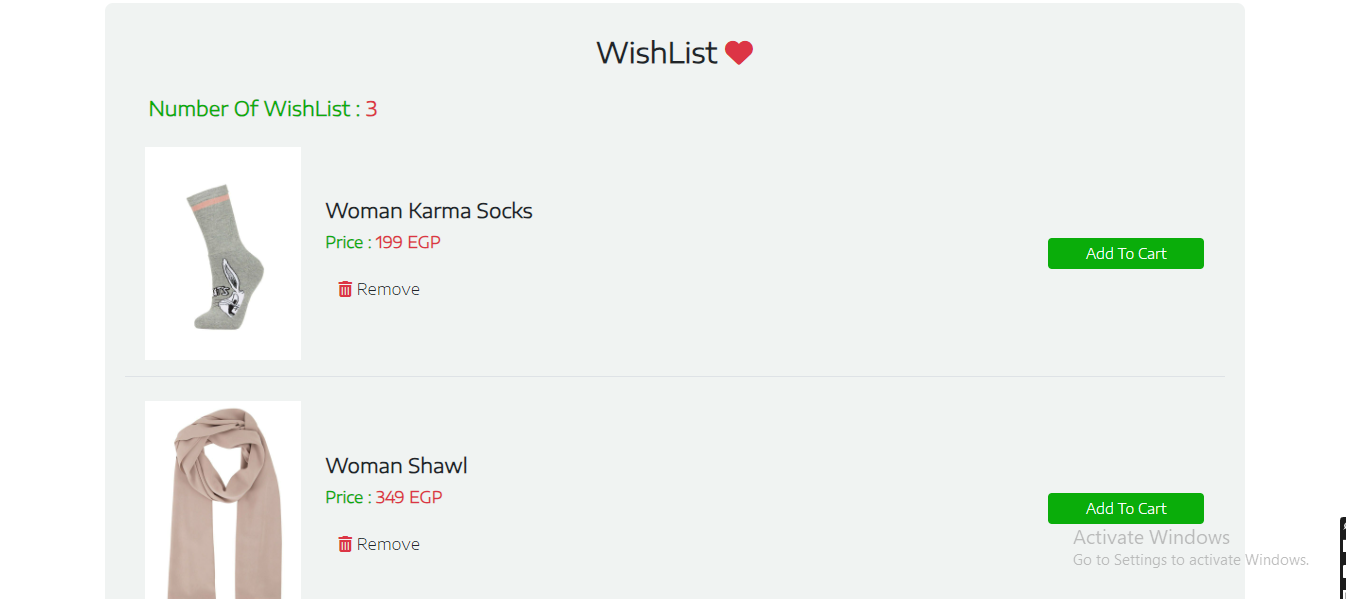 WishList
Number Of WishList : 3
Woman Karma Socks
Price : 199 EGP
Add To Cart
Remove
Woman Shawl
Price : 349 EGP
Add To Cart
Remove
Activate Windows
Go to Settings to activate Windows.